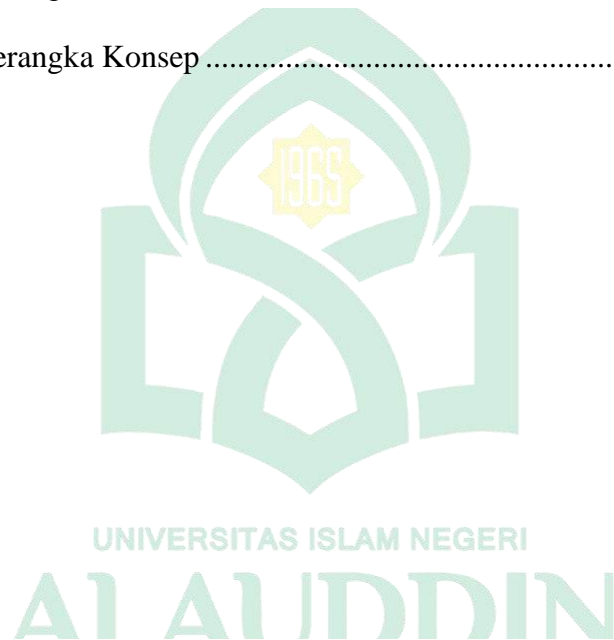 erangka Konsep ....................................................
1965
UNIVERSITAS ISLAM NEGERI
ALAUDDIN